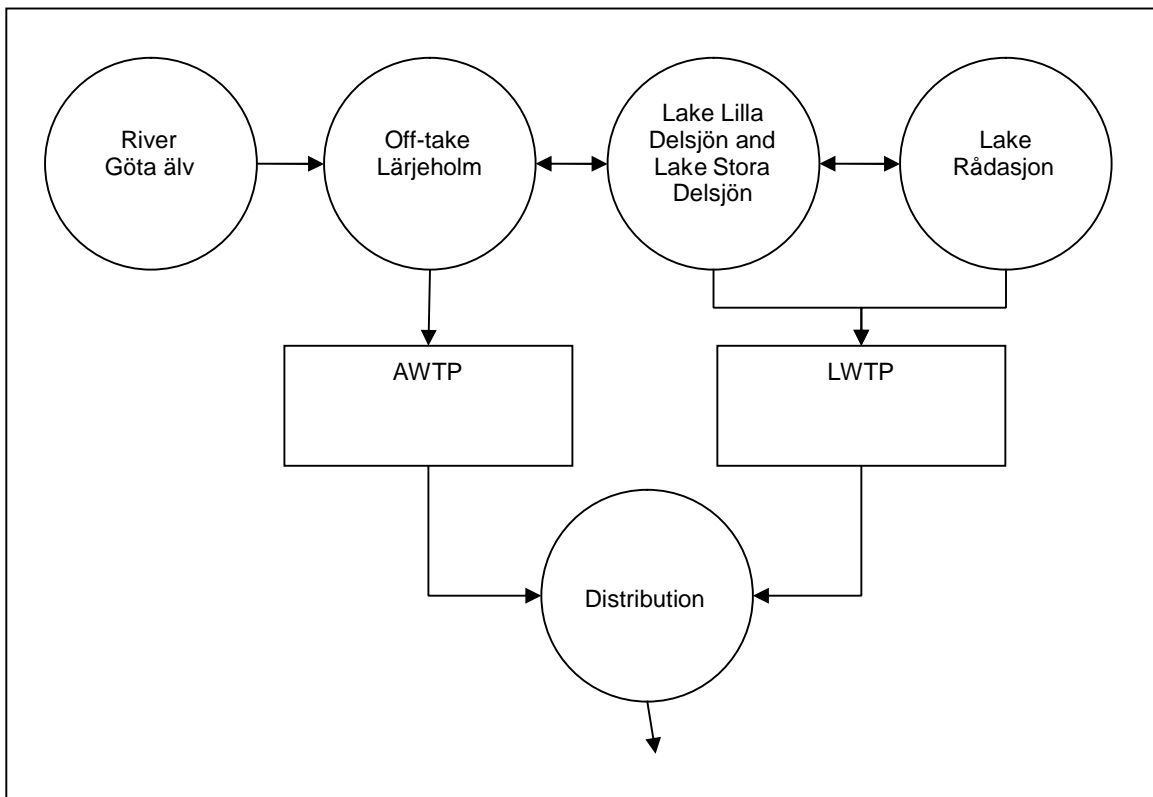 River
Göta älv
Off-take
Lärjeholm
Lake Lilla
Delsjön and
Lake Stora
Delsjön
Lake
Rådasjon
AWTP
LWTP
Distribution